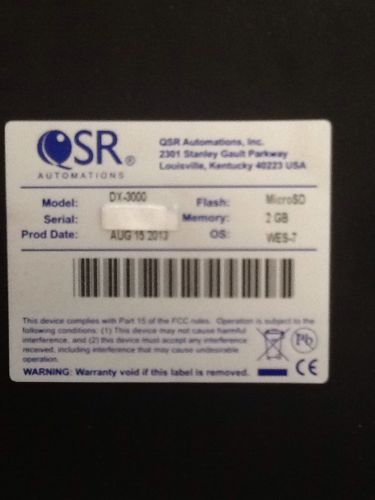 QSR®
AUTOMATIONS
QSR Automations, Inc.
2301 Stanley Gault Parkway
Louisville, Kentucky 40223 USA
Model: DX-3000 Flash: MicroSD
Serial: Memory: 2 GB
Prod Date: AUG 15 2013 OS: WES-7
This device complies with Part 15 of the FCC rules. Operation is subject to the
following conditions: (1) This device may not cause harmful
interference, and (2) this device must accept any interference
received, including interference that may cause undesirable
operation.
Pb
WARNING: Warranty void if this label is removed. CE